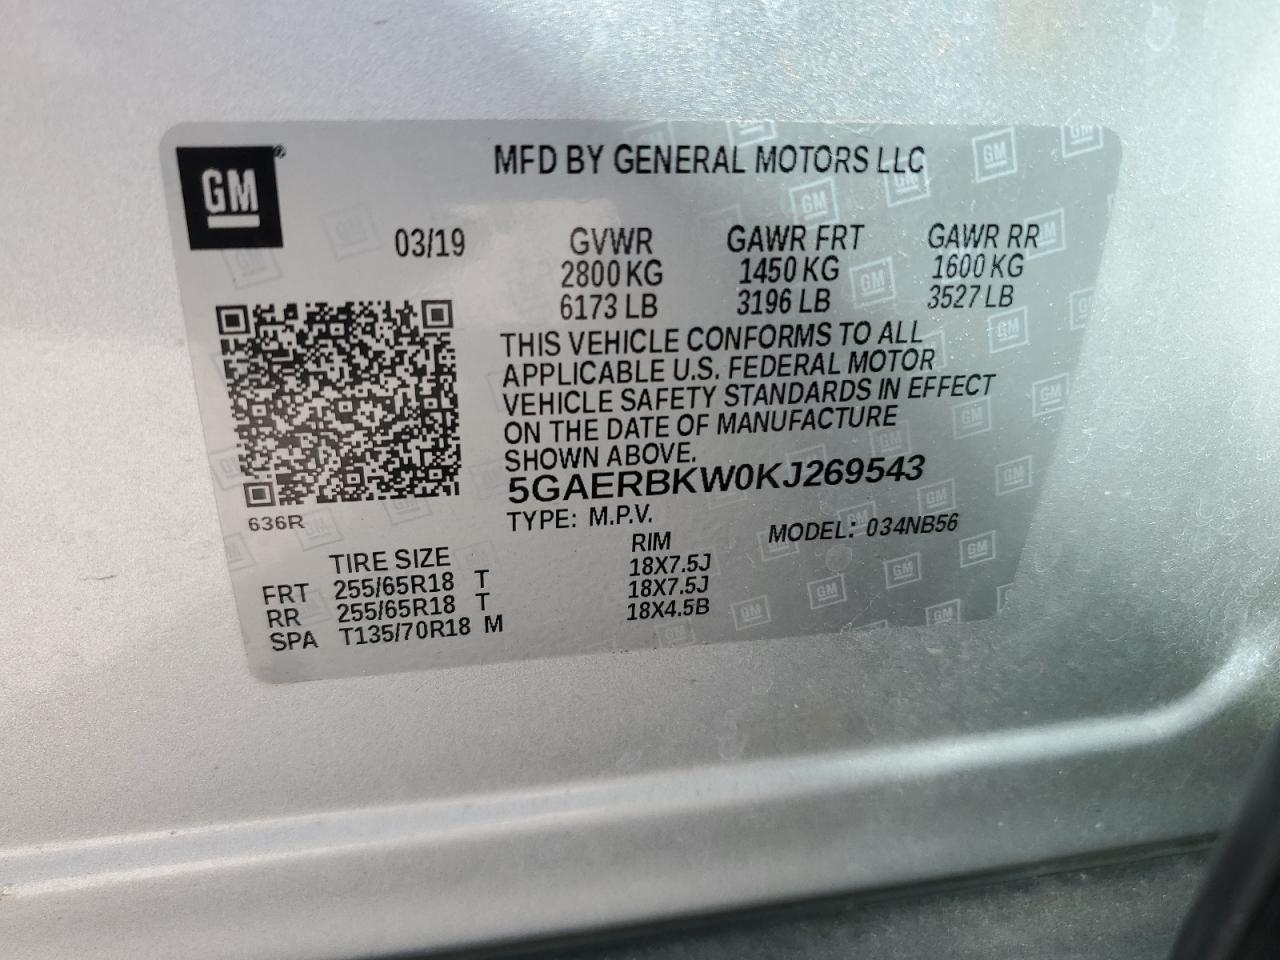 GM
MFD BY GENERAL MOTORS LLC
03/19 GVWR GAWR FRT GAWR RR
2800 KG 1450 KG 1600 KG
6173 LB 3196 LB 3527 LB
THIS VEHICLE CONFORMS TO ALL
APPLICABLE U.S. FEDERAL MOTOR
VEHICLE SAFETY STANDARDS IN EFFECT
ON THE DATE OF MANUFACTURE
SHOWN ABOVE.
5GAERBKW0KJ269543
636R
TYPE: M.P.V. MODEL: 034NB56
TIRE SIZE RIM
FRT 255/65R18 T 18X7.5J
RR 255/65R18 T 18X7.5J
SPA T135/70R18 M 18X4.5B